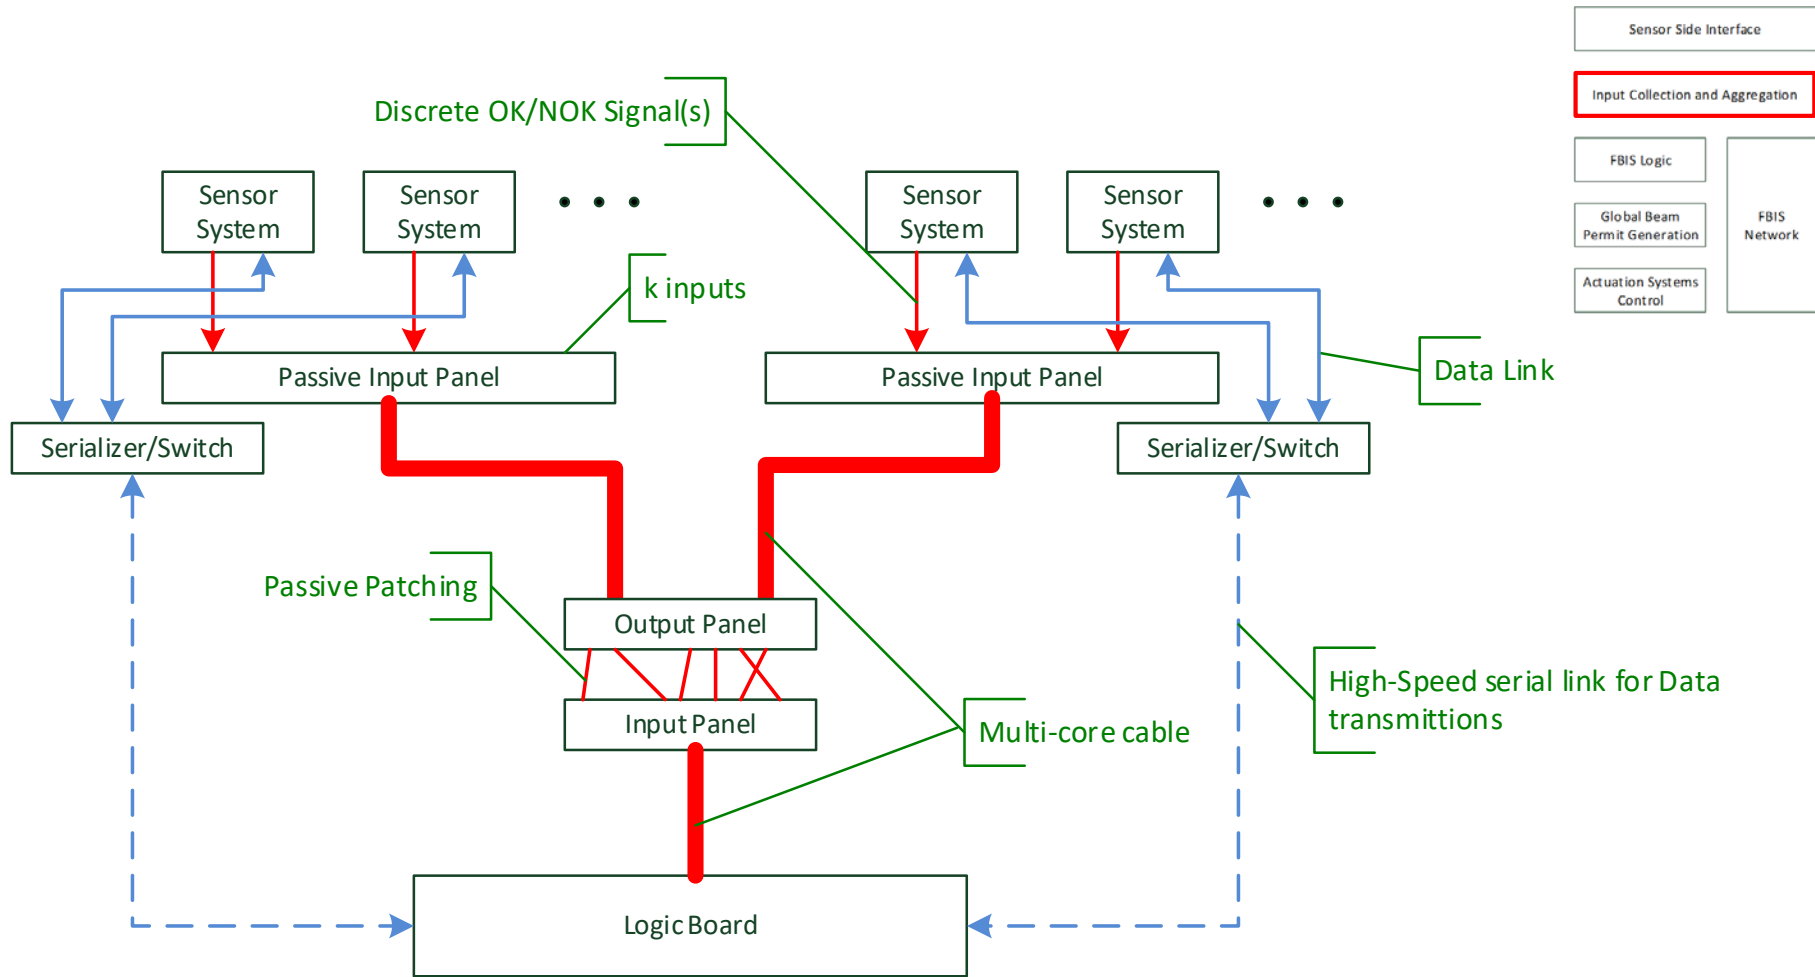 Sensor Side Interface
Input Collection and Aggregation
FBIS Logic
Global Beam
Permit Generation
Actuation Systems
Control
FBIS
Network
Discrete OK/NOK Signal(s)
Sensor
System
Sensor
System
Sensor
System
Sensor
System
k inputs
Passive Input Panel
Passive Input Panel
Data Link
Serializer/Switch
Serializer/Switch
Passive Patching
Output Panel
Input Panel
Multi-core cable
High-Speed serial link for Data
transmittions
Logic Board